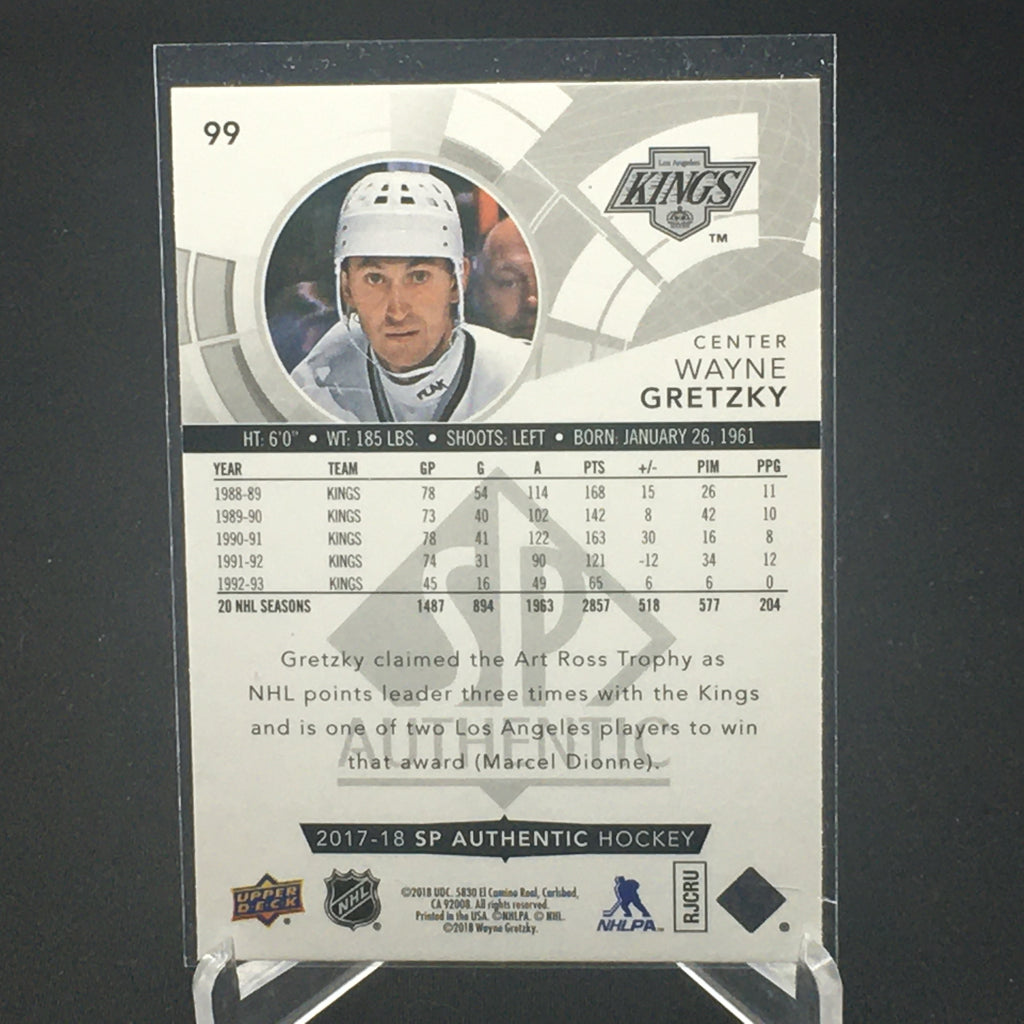 99
Los Angeles
KINGS
TM
PEAK
CENTER
WAYNE
GRETZKY
HT: 6'0" • WT: 185 LBS. • SHOOTS: LEFT • BORN: JANUARY 26, 1961
YEAR TEAM GP G A PTS +/- PIM PPG
1988-89 KINGS 78 54 114 168 15 26 11
1989-90 KINGS 73 40 102 142 8 42 10
1990-91 KINGS 78 41 122 163 30 16 8
1991-92 KINGS 74 31 90 121 -12 34 12
1992-93 KINGS 45 16 49 65 6 6 0
20 NHL SEASONS 1487 894 1963 2857 518 577 204
SP
AUTHENTIC
Gretzky claimed the Art Ross Trophy as
NHL points leader three times with the Kings
and is one of two Los Angeles players to win
that award (Marcel Dionne).
2017-18 SP AUTHENTIC HOCKEY
UPPER
DECK
NHL
©2018 UDC. 5830 El Camino Real, Carlsbad,
CA 92008. All rights reserved.
Printed in the USA. ©NHLPA. © NHL.
©2018 Wayne Gretzky.
NHLPA
RJCRU